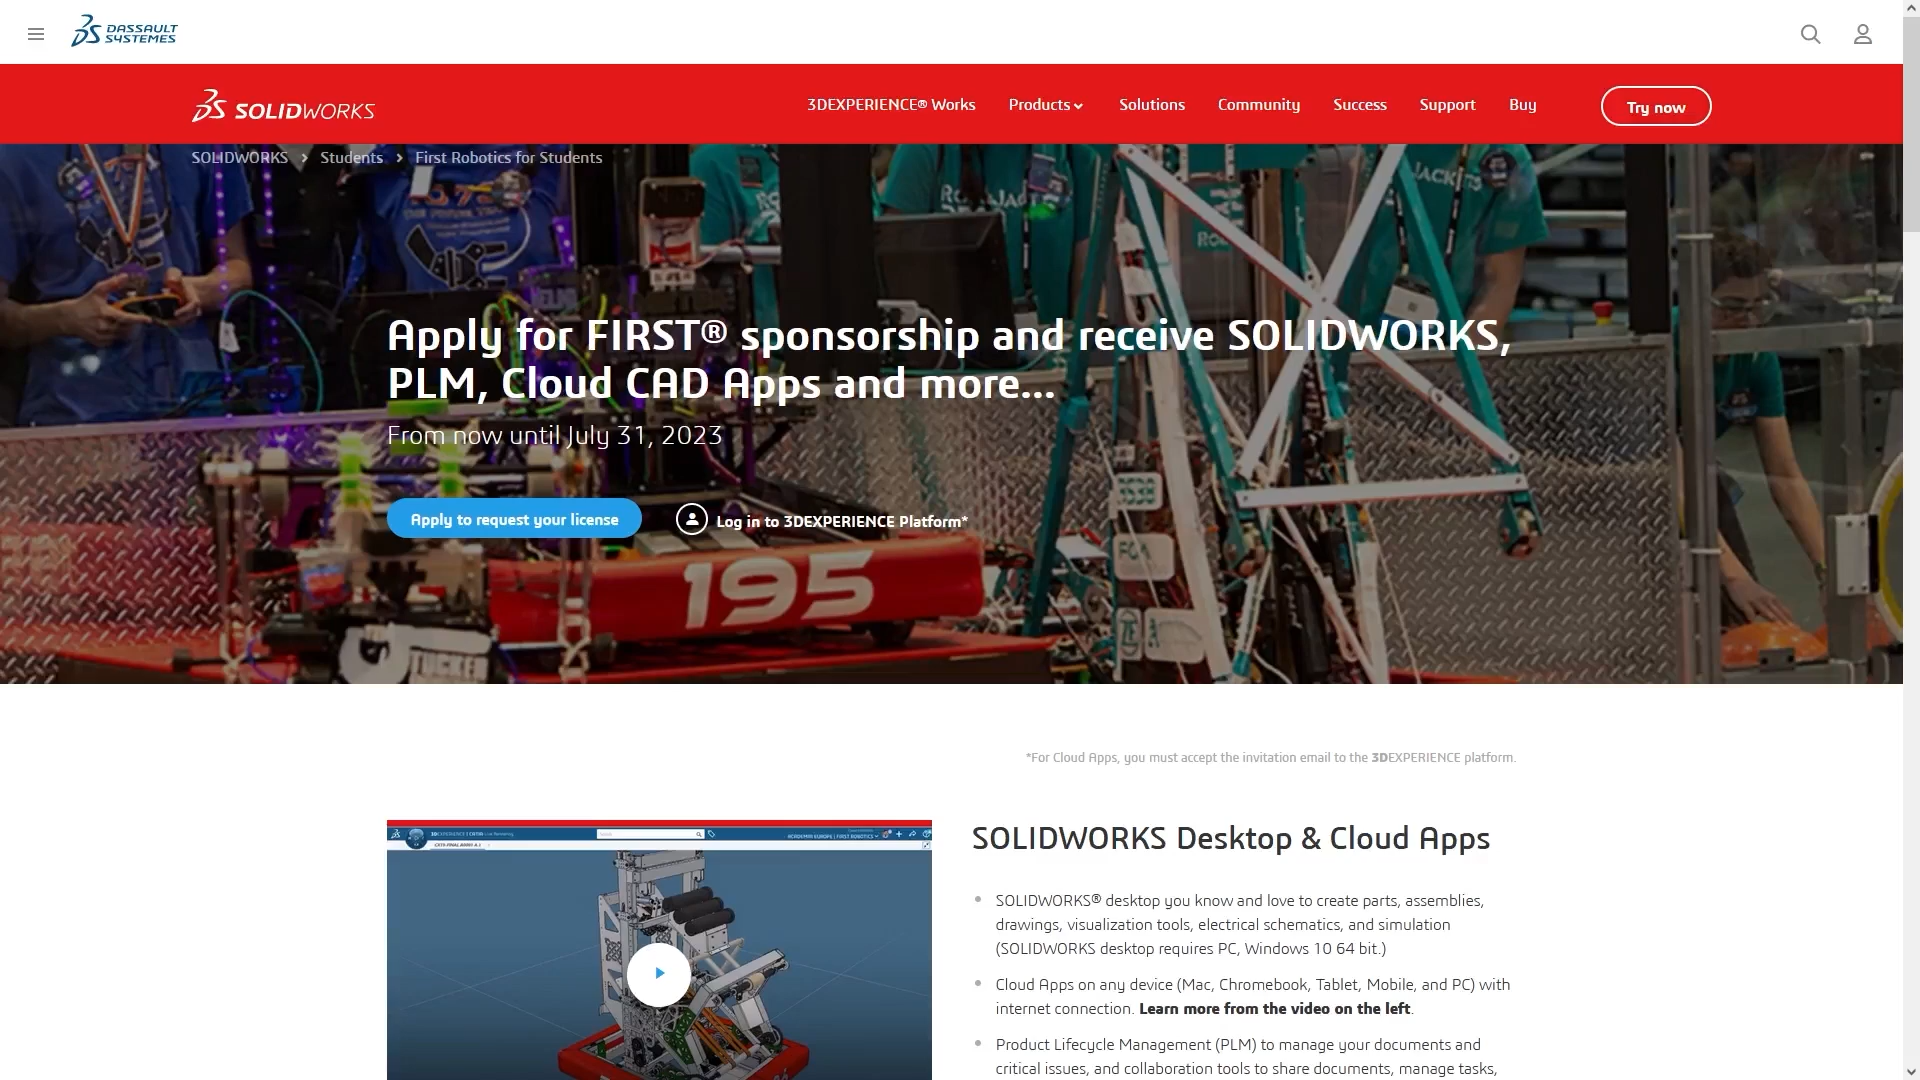 DASSAULT
SYSTEMES
SOLIDWORKS
3DEXPERIENCE® Works
Products
Solutions
Community
Success
Support
Buy
Try now
SOLIDWORKS > Students > First Robotics for Students
Apply for FIRST® sponsorship and receive SOLIDWORKS,
PLM, Cloud CAD Apps and more...
From now until July 31, 2023
Apply to request your license
Log in to 3DEXPERIENCE Platform*
195
TUCKER
*For Cloud Apps, you must accept the invitation email to the 3DEXPERIENCE platform.
SOLIDWORKS Desktop & Cloud Apps
SOLIDWORKS® desktop you know and love to create parts, assemblies,
drawings, visualization tools, electrical schematics, and simulation
(SOLIDWORKS desktop requires PC, Windows 10 64 bit.)
Cloud Apps on any device (Mac, Chromebook, Tablet, Mobile, and PC) with
internet connection. Learn more from the video on the left.
Product Lifecycle Management (PLM) to manage your documents and
critical issues, and collaboration tools to share documents, manage tasks,